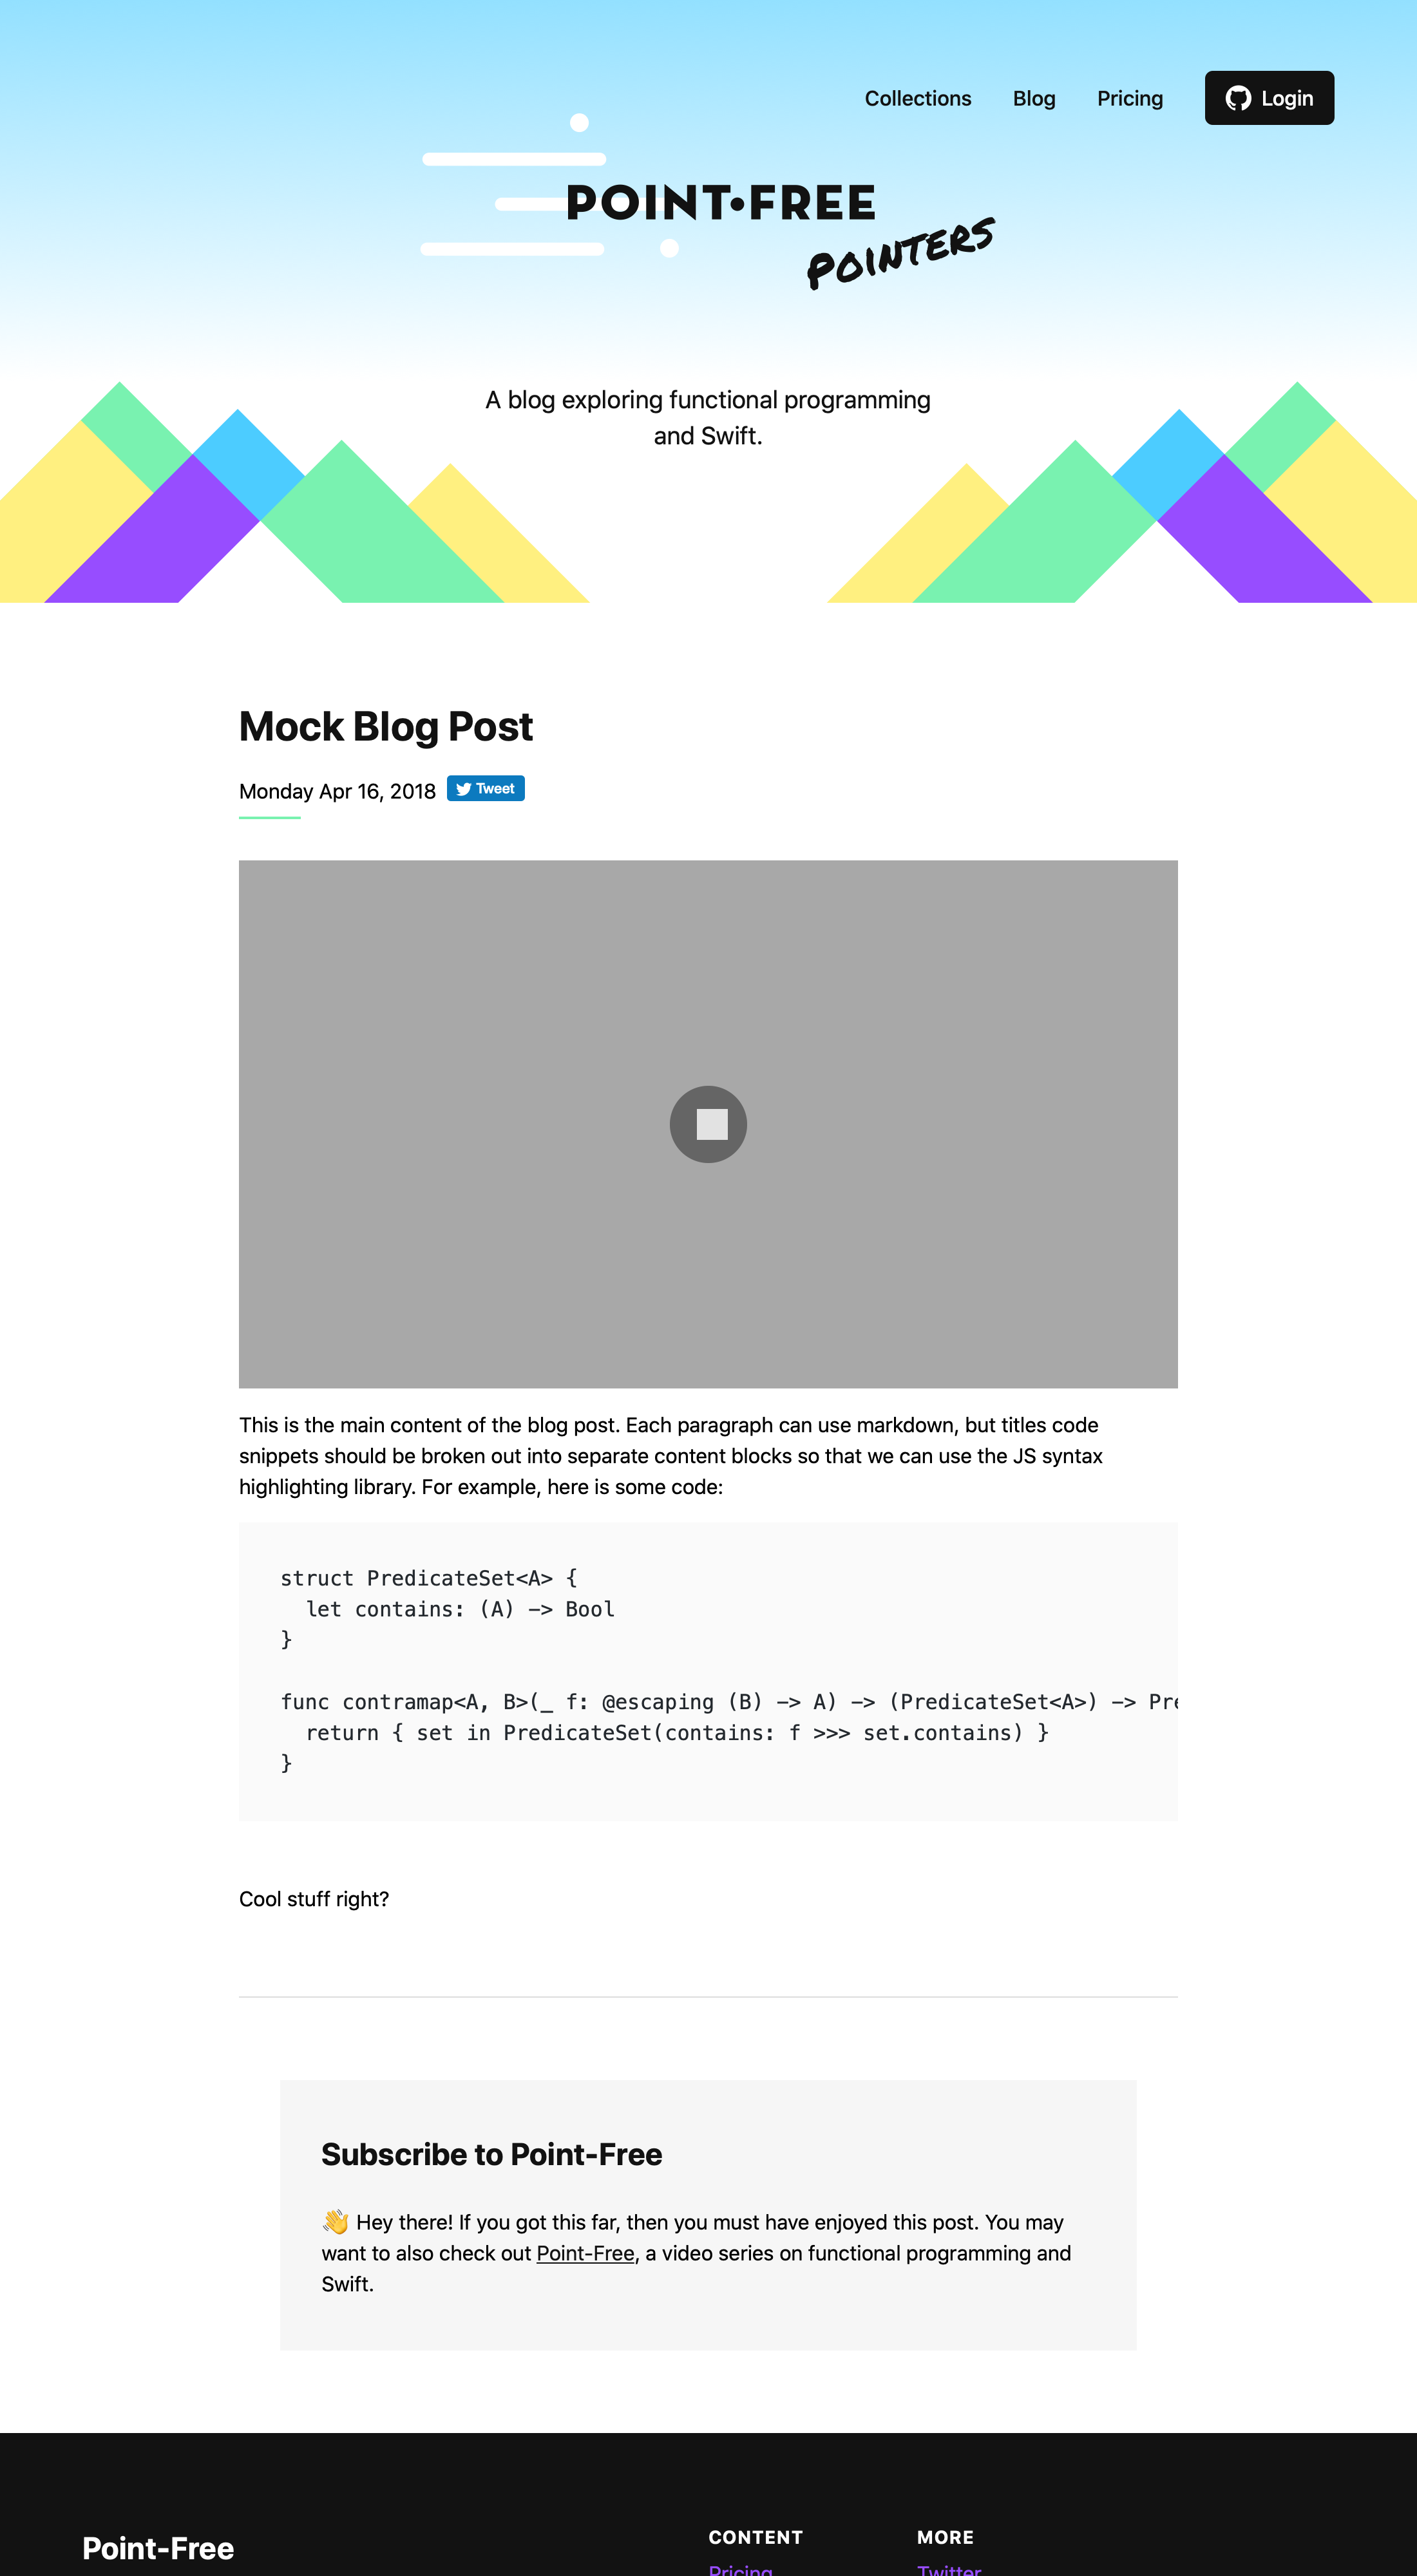 Collections Blog Pricing Login
POINT•FREE
POINTERS
A blog exploring functional programming
and Swift.
Mock Blog Post
Monday Apr 16, 2018 Tweet
This is the main content of the blog post. Each paragraph can use markdown, but titles code
snippets should be broken out into separate content blocks so that we can use the JS syntax
highlighting library. For example, here is some code:
struct PredicateSet<A> {
  let contains: (A) -> Bool
}
func contramap<A, B>(_ f: @escaping (B) -> A) -> (PredicateSet<A>) -> Pre
  return { set in PredicateSet(contains: f >>> set.contains) }
}
Cool stuff right?
Subscribe to Point-Free
👋 Hey there! If you got this far, then you must have enjoyed this post. You may
want to also check out Point-Free, a video series on functional programming and
Swift.
Point-Free
CONTENT
Pricing
MORE
Twitter